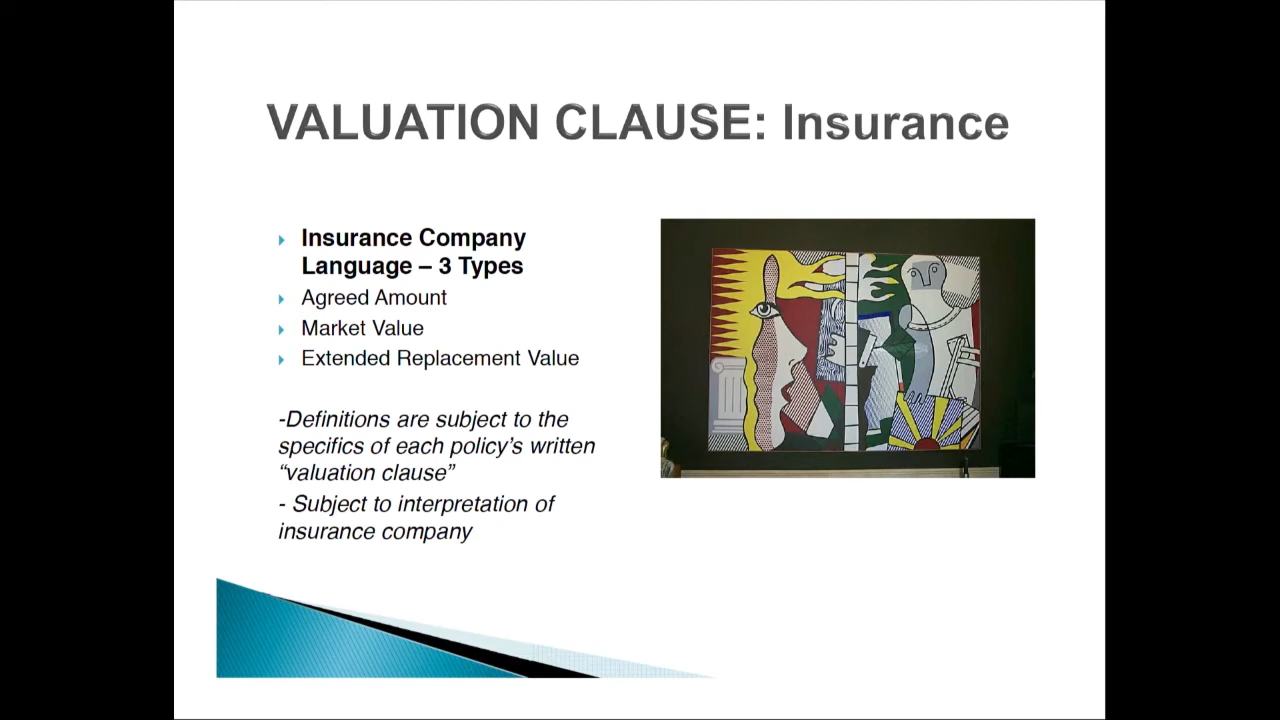 VALUATION CLAUSE: Insurance
Insurance Company
Language – 3 Types
Agreed Amount
Market Value
Extended Replacement Value
-Definitions are subject to the
specifics of each policy's written
“valuation clause”
- Subject to interpretation of
insurance company